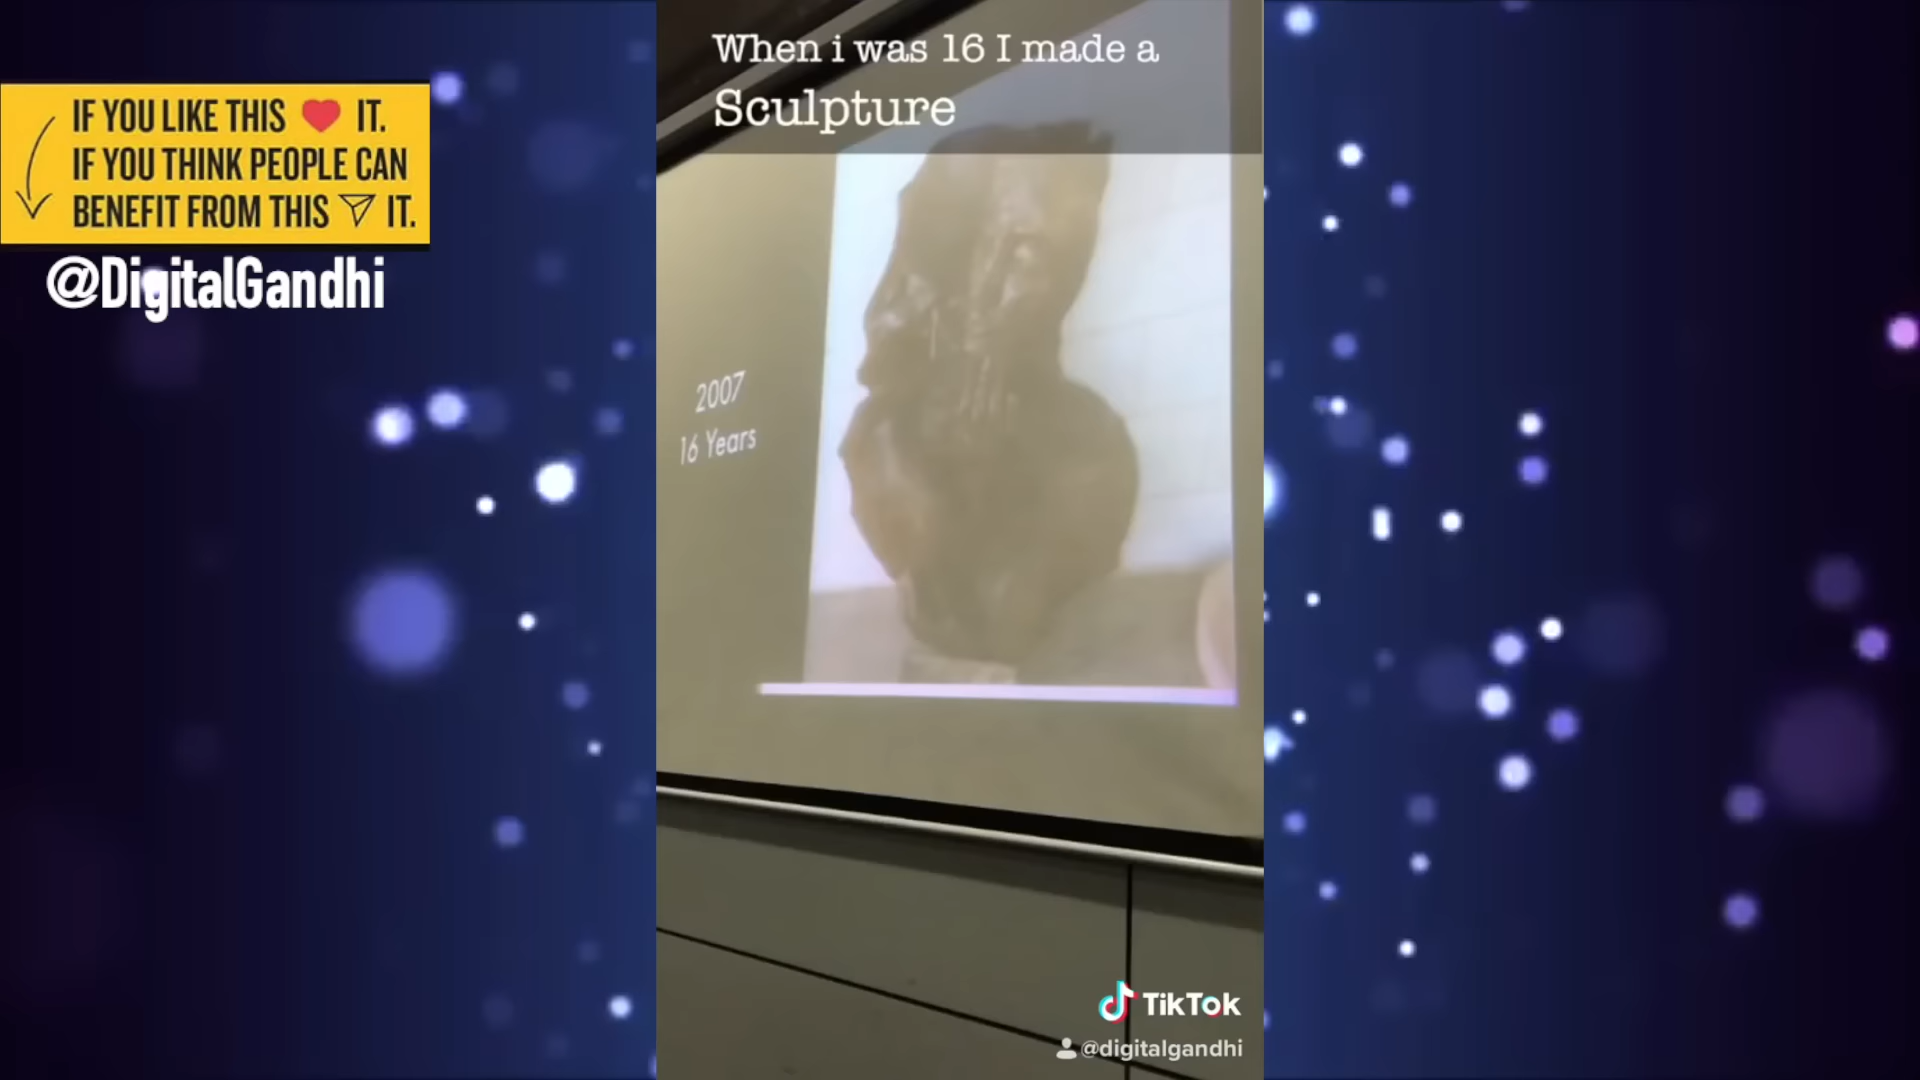 IF YOU LIKE THIS ❤ IT.
IF YOU THINK PEOPLE CAN
BENEFIT FROM THIS IT.
@DigitalGandhi
When i was 16 I made a
Sculpture
2007
16 Years
TikTok
@digitalgandhi